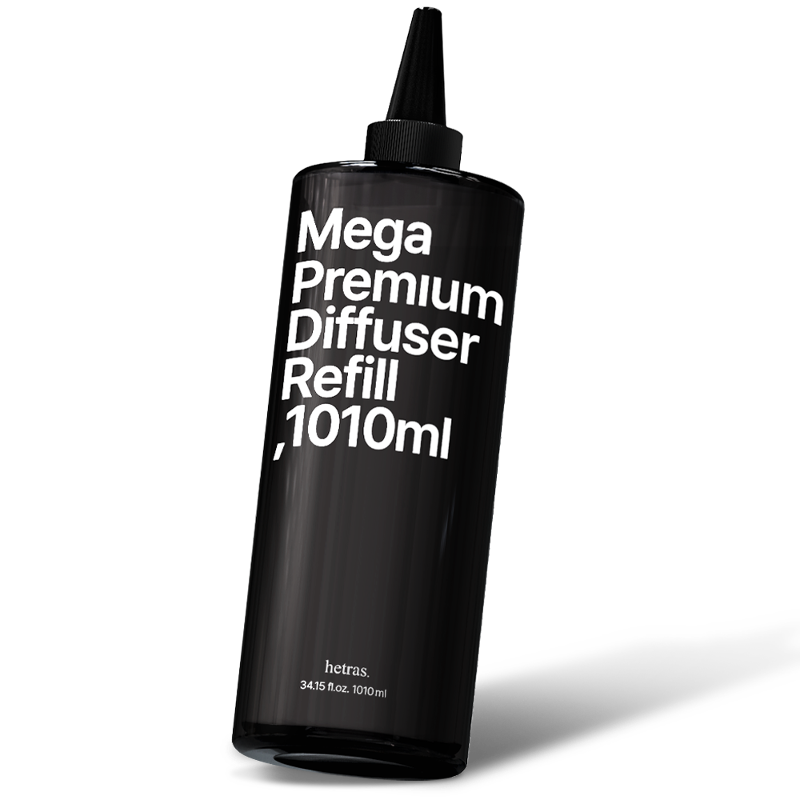 Mega
Premium
Diffuser
Refill
,1010ml
hetras.
34.15 fl.oz. 1010ml